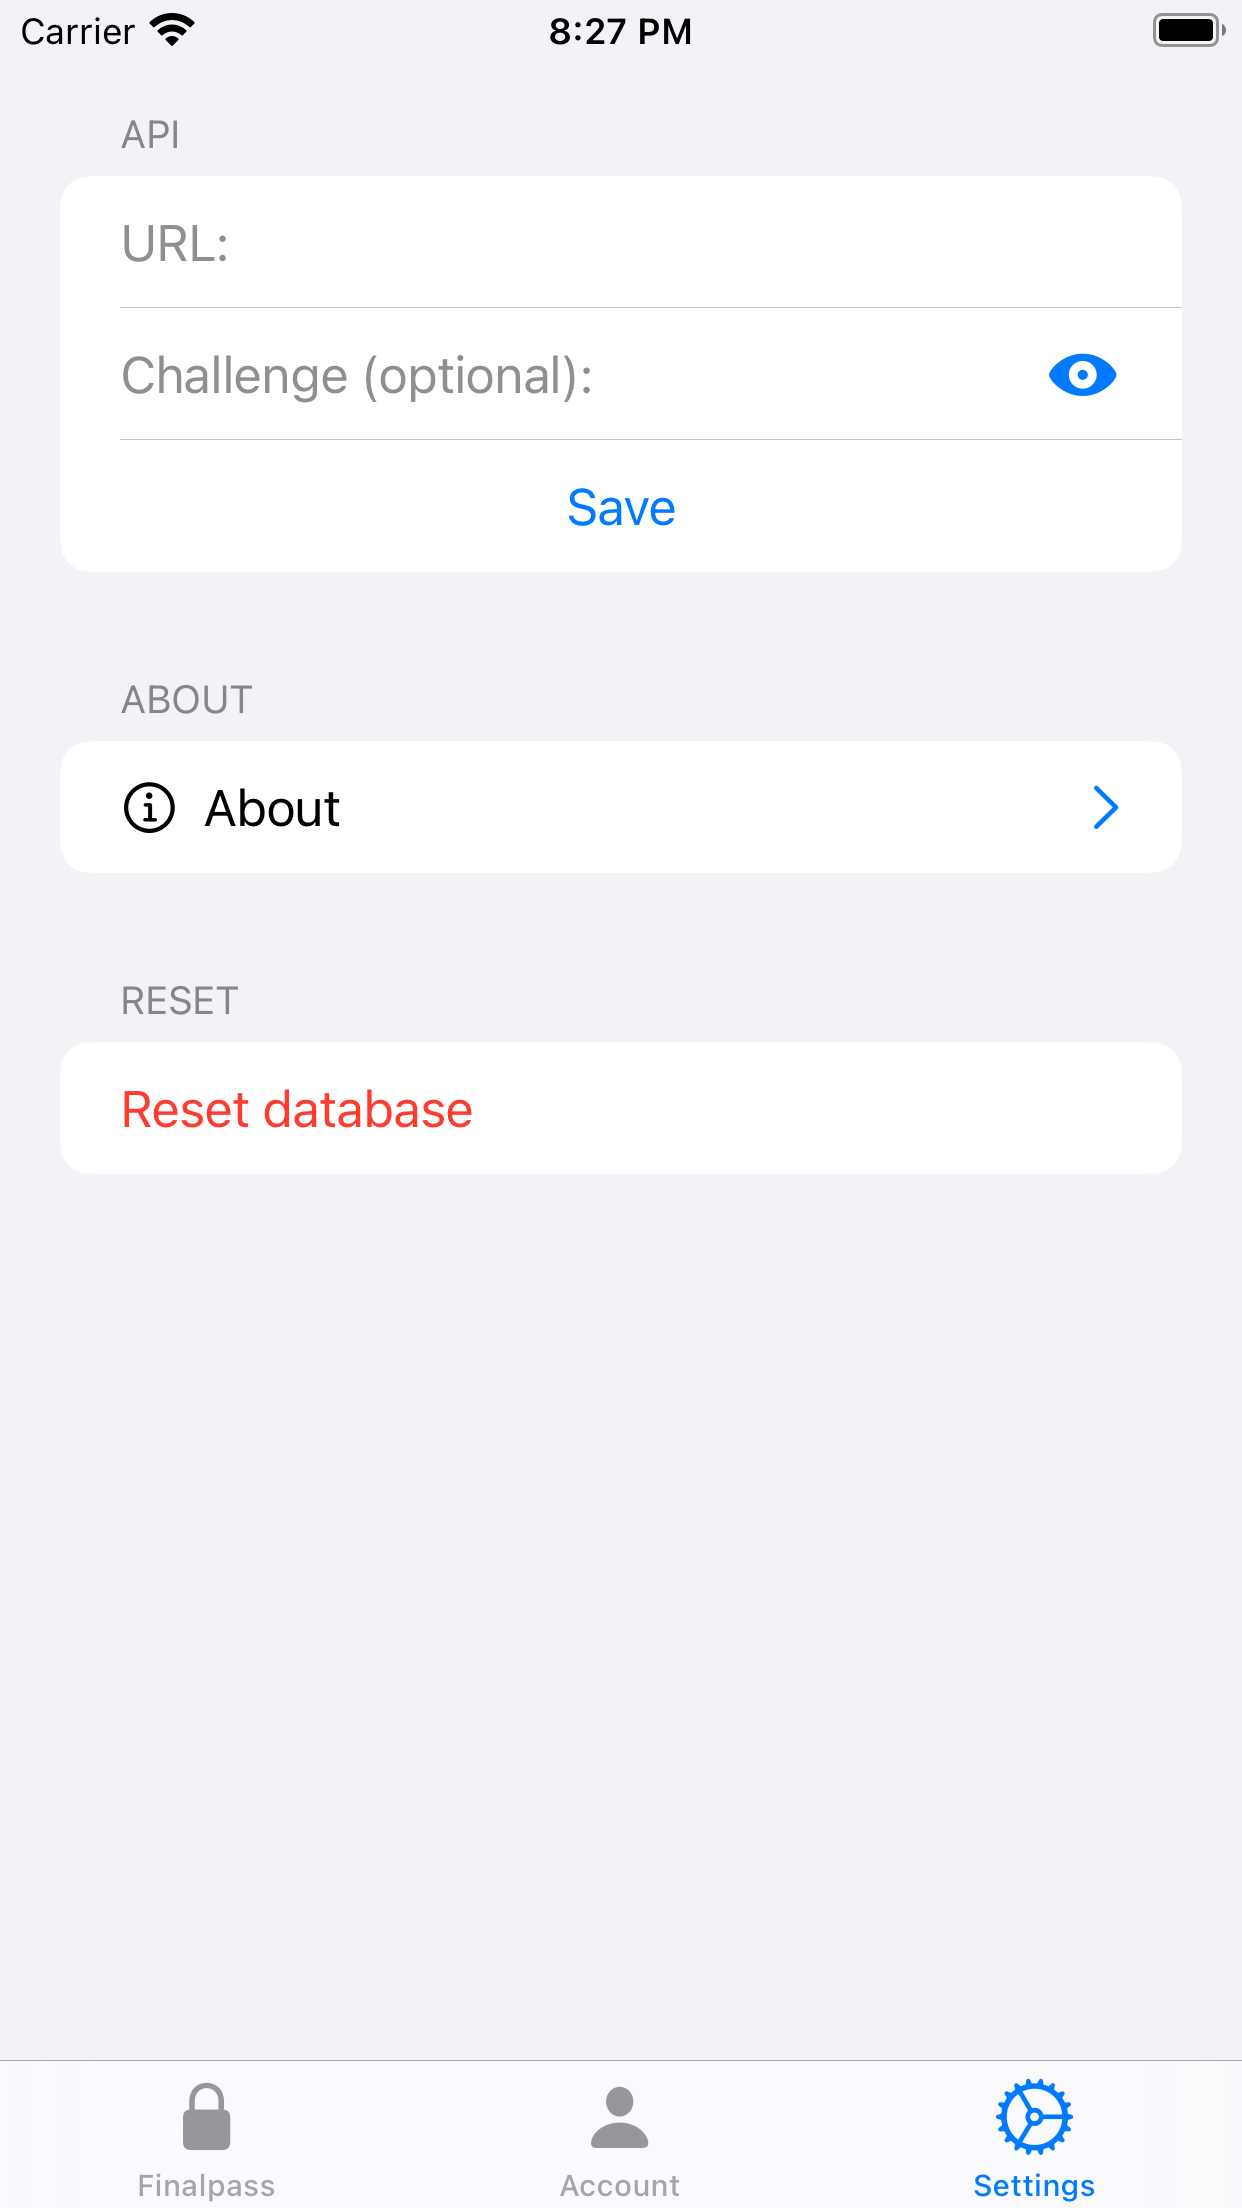 Carrier 8:27 PM
API
URL:
Challenge (optional):
Save
ABOUT
About
RESET
Reset database
Finalpass Account Settings